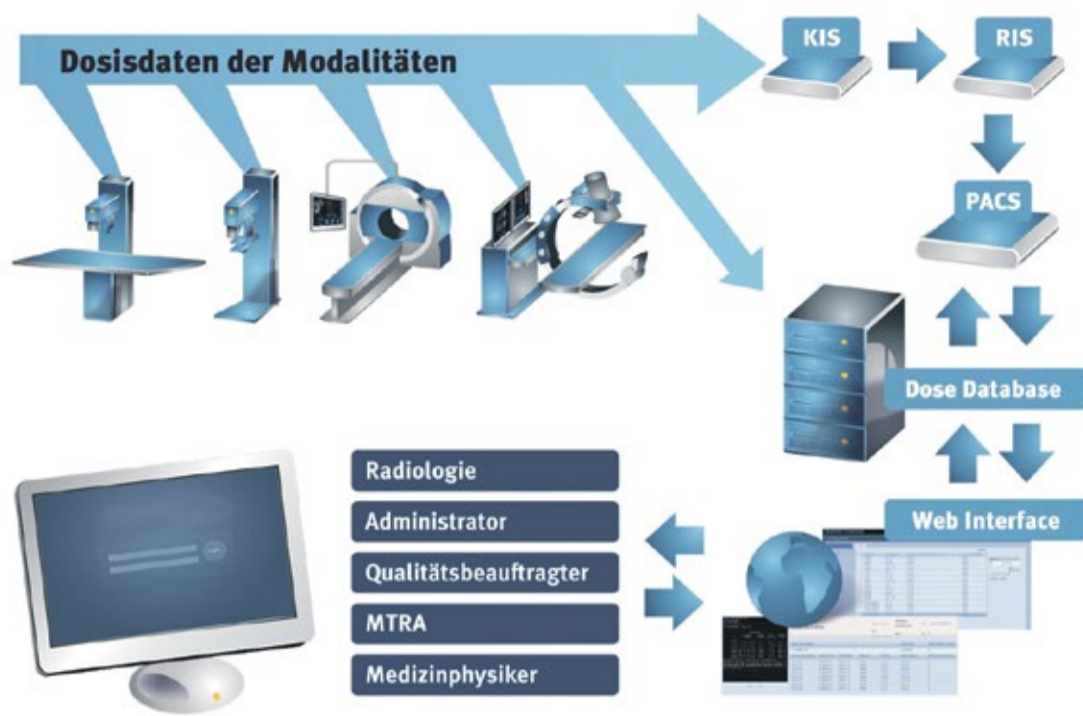 Dosisdaten der Modalitäten
KIS
RIS
PACS
Dose Database
Web Interface
Radiologie
Administrator
Qualitätsbeauftragter
MTRA
Medizinphysiker